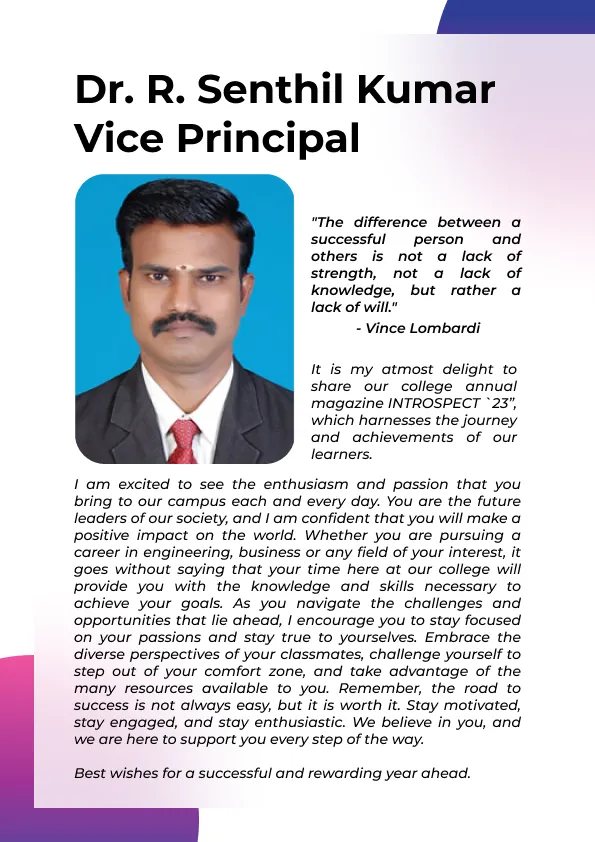 Dr. R. Senthil Kumar
Vice Principal
"The difference between a
successful person and
others is not a lack of
strength, not a lack of
knowledge, but rather a
lack of will."
- Vince Lombardi
It is my atmost delight to
share our college annual
magazine INTROSPECT `23”,
which harnesses the journey
and achievements of our
learners.
I am excited to see the enthusiasm and passion that you
bring to our campus each and every day. You are the future
leaders of our society, and I am confident that you will make a
positive impact on the world. Whether you are pursuing a
career in engineering, business or any field of your interest, it
goes without saying that your time here at our college will
provide you with the knowledge and skills necessary to
achieve your goals. As you navigate the challenges and
opportunities that lie ahead, I encourage you to stay focused
on your passions and stay true to yourselves. Embrace the
diverse perspectives of your classmates, challenge yourself to
step out of your comfort zone, and take advantage of the
many resources available to you. Remember, the road to
success is not always easy, but it is worth it. Stay motivated,
stay engaged, and stay enthusiastic. We believe in you, and
we are here to support you every step of the way.
Best wishes for a successful and rewarding year ahead.